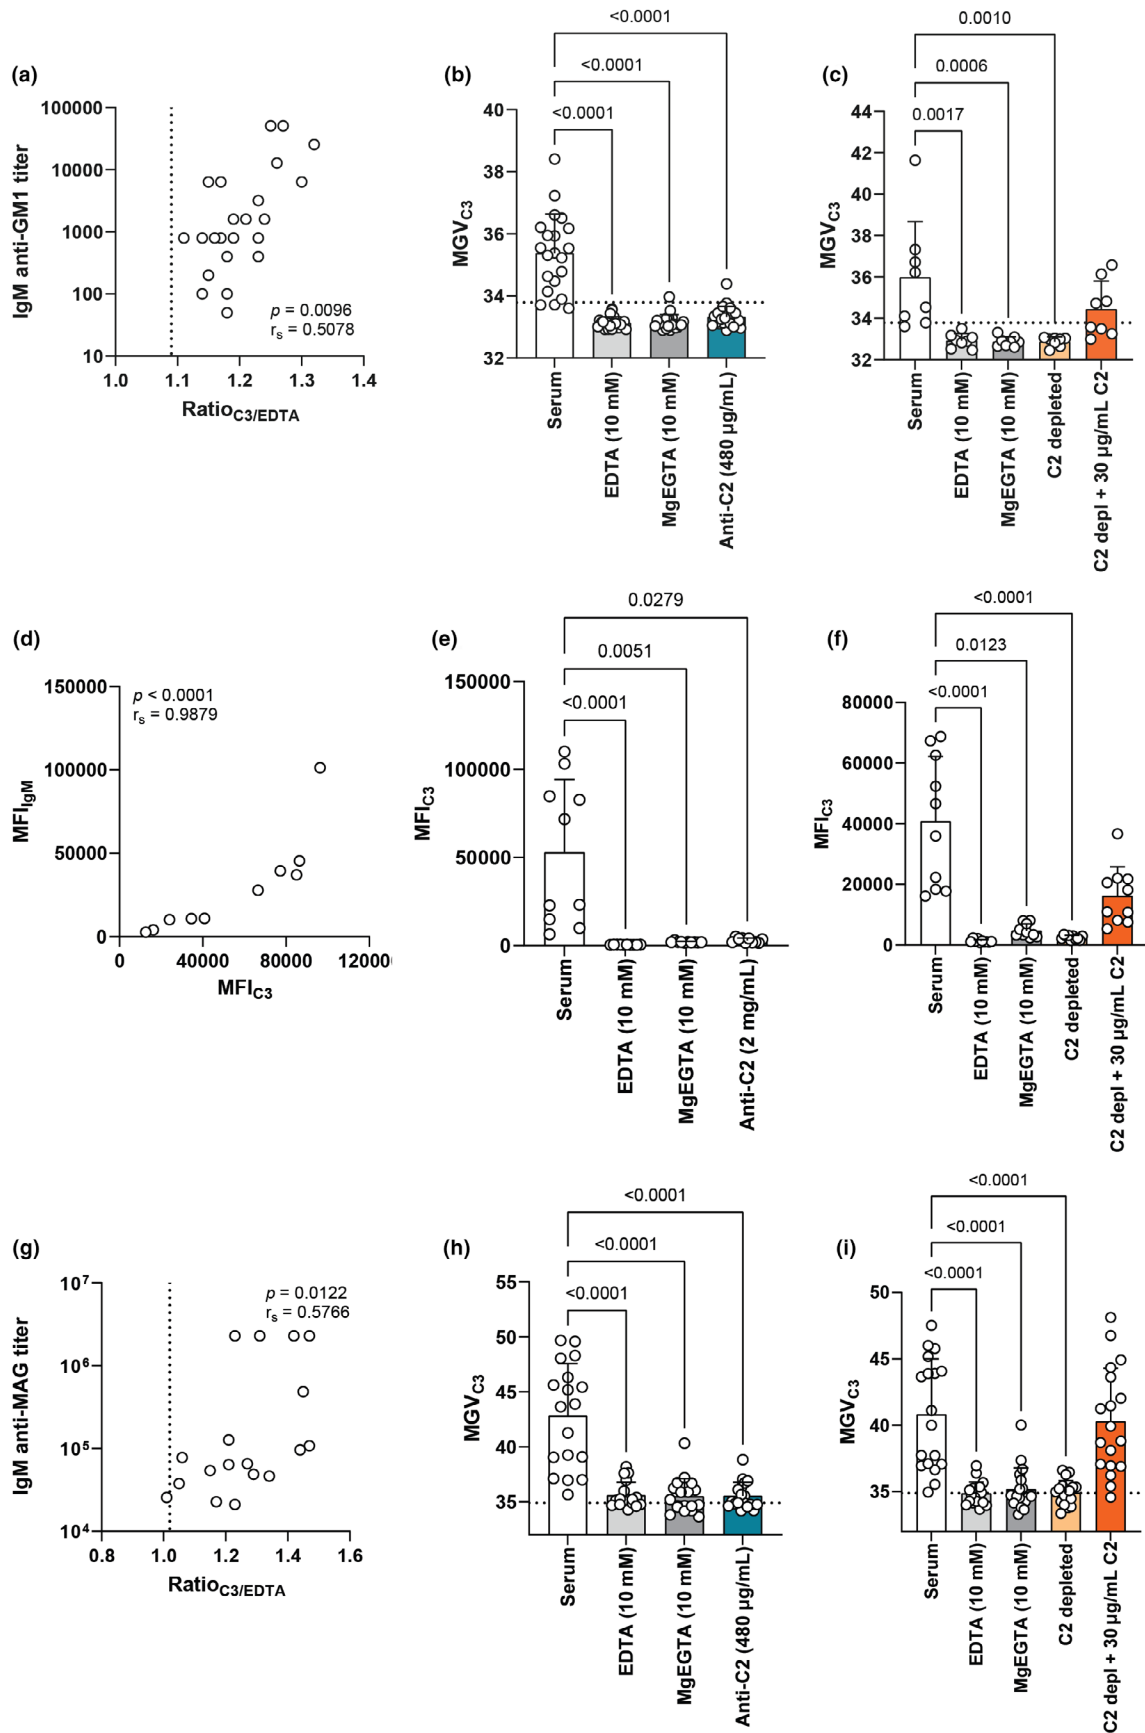 (a)
100000
10000
1000
100
10
IgM anti-GM1 titer
p = 0.0096
rs = 0.5078
1.0 1.1 1.2 1.3 1.4
RatioC3/EDTA
(b)
<0.0001
<0.0001
<0.0001
40
38
36
34
32
MGVC3
Serum
EDTA (10 mM)
MgEGTA (10 mM)
Anti-C2 (480 µg/mL)
(c)
0.0010
0.0006
0.0017
44
42
40
38
36
34
32
MGVC3
Serum
EDTA (10 mM)
MgEGTA (10 mM)
C2 depleted
C2 depl + 30 µg/mL C2
(d)
p < 0.0001
rs = 0.9879
150000
100000
50000
0
MFIIgM
0 40000 80000 12000
MFIC3
(e)
0.0279
0.0051
<0.0001
150000
100000
50000
0
MFIC3
Serum
EDTA (10 mM)
MgEGTA (10 mM)
Anti-C2 (2 mg/mL)
(f)
<0.0001
0.0123
<0.0001
80000
60000
40000
20000
0
MFIC3
Serum
EDTA (10 mM)
MgEGTA (10 mM)
C2 depleted
C2 depl + 30 µg/mL C2
(g)
p = 0.0122
rs = 0.5766
10⁷
10⁶
10⁵
10⁴
IgM anti-MAG titer
0.8 1.0 1.2 1.4 1.6
RatioC3/EDTA
(h)
<0.0001
<0.0001
<0.0001
55
50
45
40
35
MGVC3
Serum
EDTA (10 mM)
MgEGTA (10 mM)
Anti-C2 (480 µg/mL)
(i)
<0.0001
<0.0001
<0.0001
50
45
40
35
MGVC3
Serum
EDTA (10 mM)
MgEGTA (10 mM)
C2 depleted
C2 depl + 30 µg/mL C2